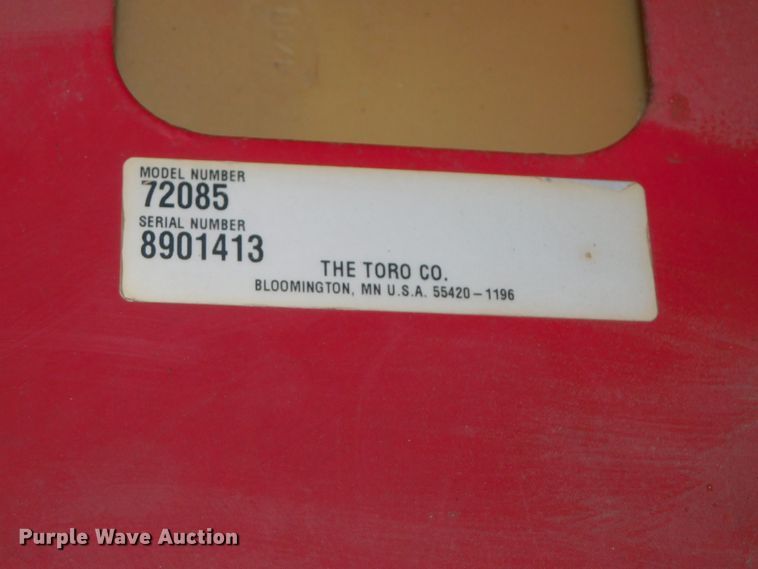 MODEL NUMBER
72085
SERIAL NUMBER
8901413
THE TORO CO.
BLOOMINGTON, MN U.S.A. 55420-1196
Purple Wave Auction